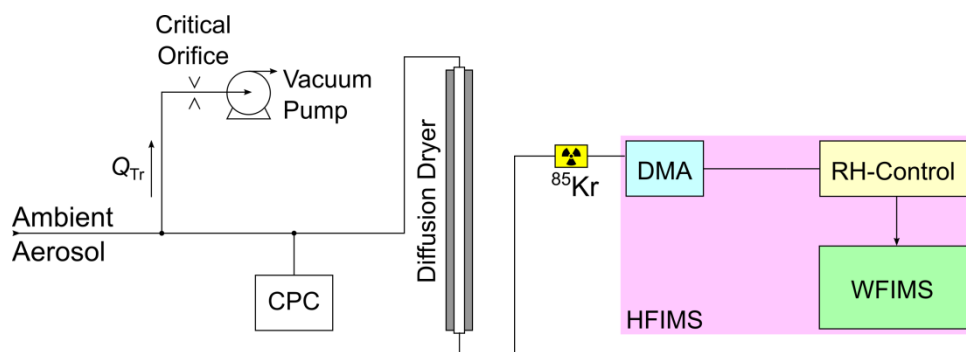 Critical
Orifice
Vacuum
Pump
QTr
Ambient
Aerosol
CPC
Diffusion Dryer
85Kr
DMA
RH-Control
WFIMS
HFIMS